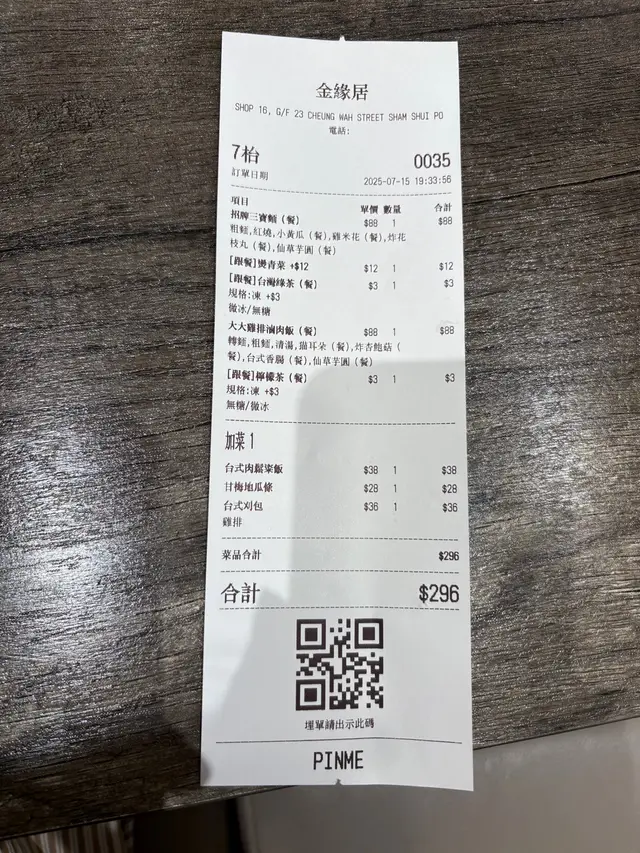 金緣居
SHOP 16, G/F 23 CHEUNG WAH STREET SHAM SHUI PO
電話:
7枱 0035
訂單日期 2025-07-15 19:33:56
項目 單價 數量 合計
招牌三寶麵（餐） $88 1 $88
粗麵,紅燒,小黃瓜（餐）,雞米花（餐）,炸花
枝丸（餐）,仙草芋圓（餐）
[跟餐]變青菜 +$12 $12 1 $12
[跟餐]台灣綠茶（餐） $3 1 $3
規格:凍 +$3
微冰/無糖
大大雞排滷肉飯（餐） $88 1 $88
轉麵,粗麵,清湯,貓耳朵（餐）,炸杏鮑菇（
餐）,台式香腸（餐）,仙草芋圓（餐）
[跟餐]檸檬茶（餐） $3 1 $3
規格:凍 +$3
無糖/微冰
加菜 1
台式肉鬆粢飯 $38 1 $38
甘梅地瓜條 $28 1 $28
台式刈包 $36 1 $36
雞排
菜品合計 $296
合計 $296
埋單請出示此碼
PINME